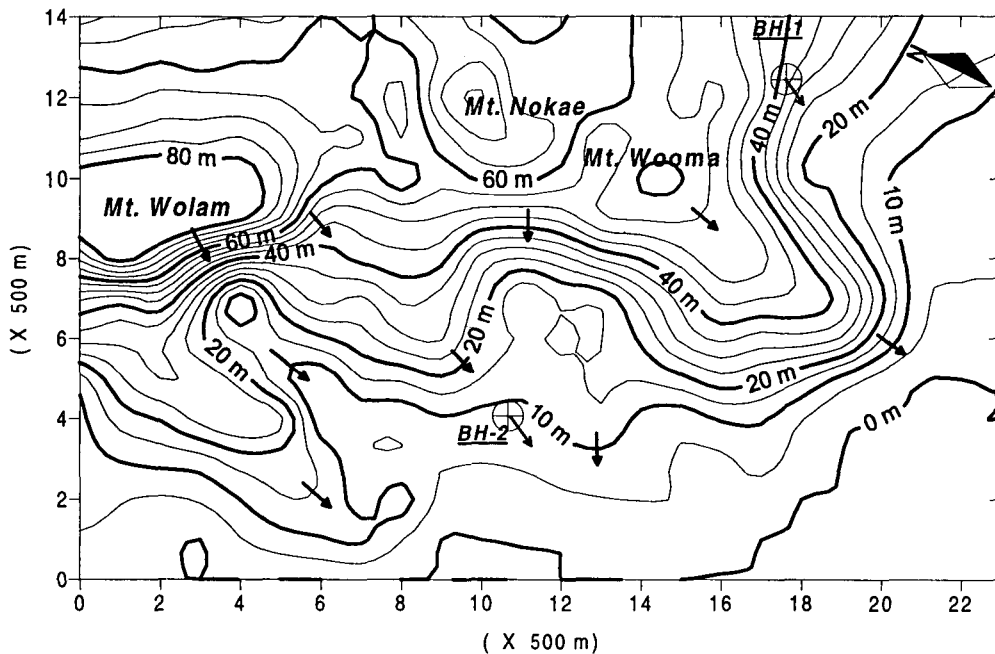 14
12
10
8
6
4
2
0
( X 500 m)
BH-1
N
20 m
40 m
Mt. Nokae
Mt. Wooma
80 m
60 m
10 m
Mt. Wolam
60 m
40 m
40 m
20 m
20 m
20 m
10 m
0 m
BH-2
0 2 4 6 8 10 12 14 16 18 20 22
( X 500 m)